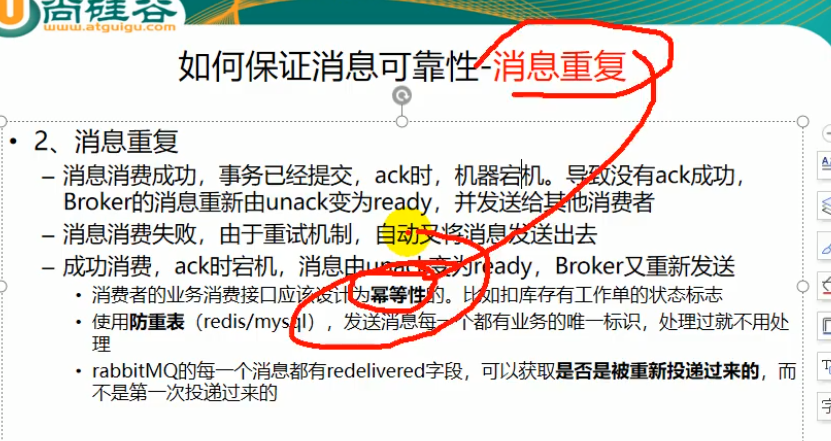 尚硅谷
www.atguigu.com
如何保证消息可靠性-消息重复
• 2、消息重复
– 消息消费成功，事务已经提交，ack时，机器宕机。导致没有ack成功，
Broker的消息重新由unack变为ready，并发送给其他消费者
– 消息消费失败，由于重试机制，自动又将消息发送出去
– 成功消费，ack时宕机，消息由unack变为ready，Broker又重新发送
• 消费者的业务消费接口应该设计为幂等性的。比如扣库存有工作单的状态标志
• 使用防重表（redis/mysql），发送消息每一个都有业务的唯一标识，处理过就不用处
理
• rabbitMQ的每一个消息都有redelivered字段，可以获取是否是被重新投递过来的，而
不是第一次投递过来的